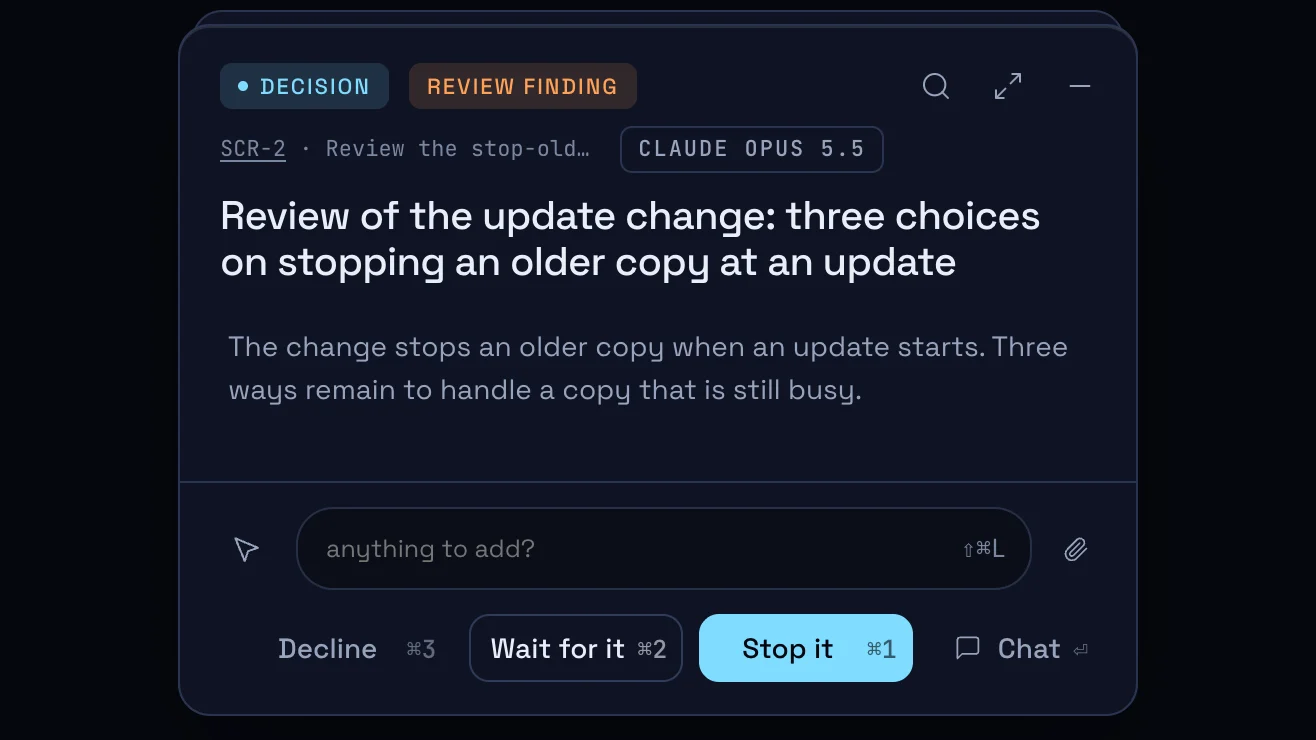 DECISION REVIEW FINDING
SCR-2 · Review the stop-old… CLAUDE OPUS 5.5
Review of the update change: three choices
on stopping an older copy at an update
The change stops an older copy when an update starts. Three
ways remain to handle a copy that is still busy.
anything to add? ⇧⌘L
Decline ⌘3 Wait for it ⌘2 Stop it ⌘1 Chat ⏎